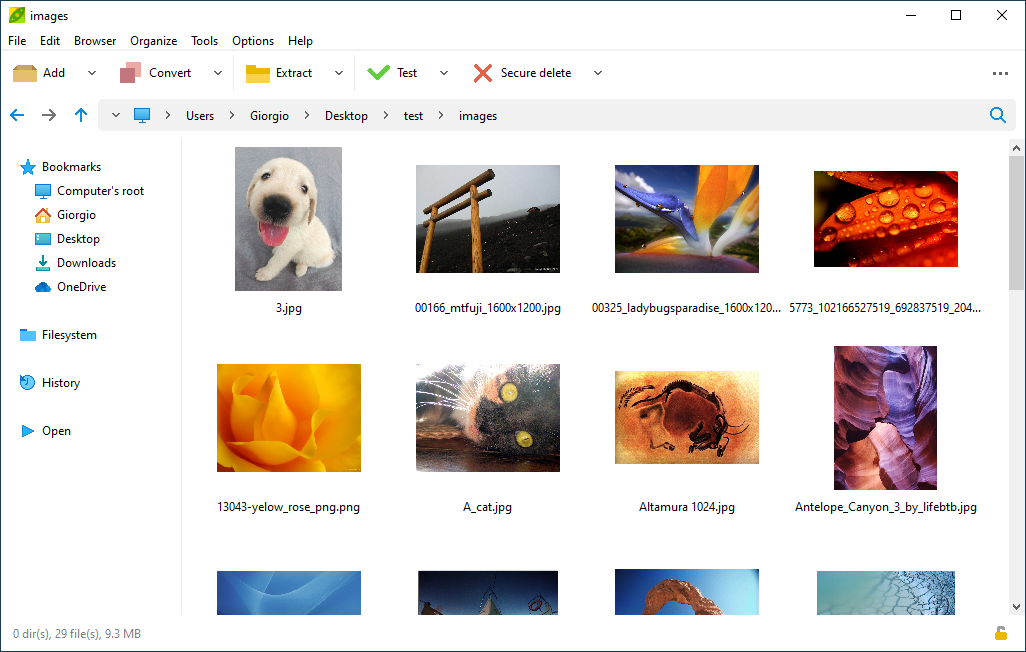 images
File Edit Browser Organize Tools Options Help
Add Convert Extract Test Secure delete
Users Giorgio Desktop test images
Bookmarks
Computer's root
Giorgio
Desktop
Downloads
OneDrive
Filesystem
History
Open
3.jpg 00166_mtfuji_1600x1200.jpg 00325_ladybugsparadise_1600x120... 5773_102166527519_692837519_204...
13043-yelow_rose_png.png A_cat.jpg Altamura 1024.jpg Antelope_Canyon_3_by_lifebtb.jpg
0 dir(s), 29 file(s), 9.3 MB